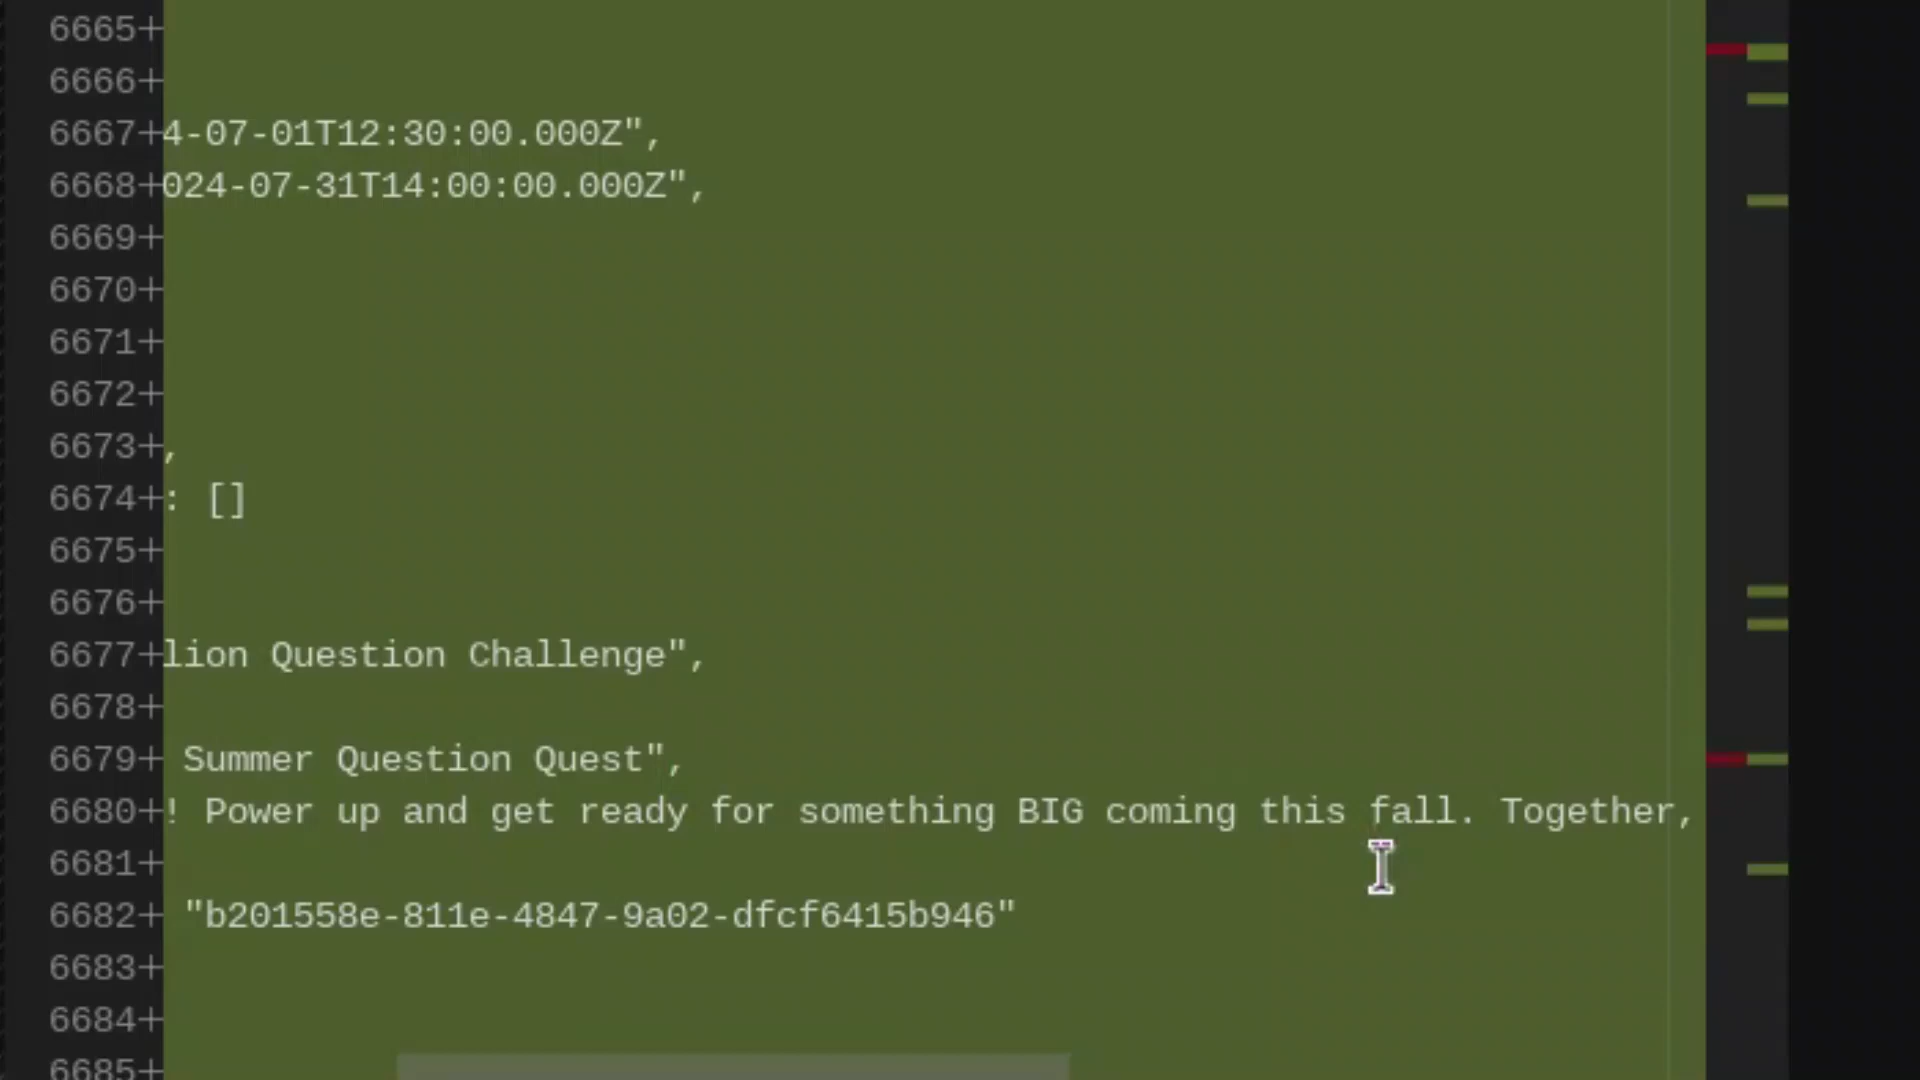 6665+
6666+
6667+4-07-01T12:30:00.000Z",
6668+024-07-31T14:00:00.000Z",
6669+
6670+
6671+
6672+
6673+,
6674+: []
6675+
6676+
6677+lion Question Challenge",
6678+
6679+ Summer Question Quest",
6680+! Power up and get ready for something BIG coming this fall. Together,
6681+
6682+ "b201558e-811e-4847-9a02-dfcf6415b946"
6683+
6684+
6685+